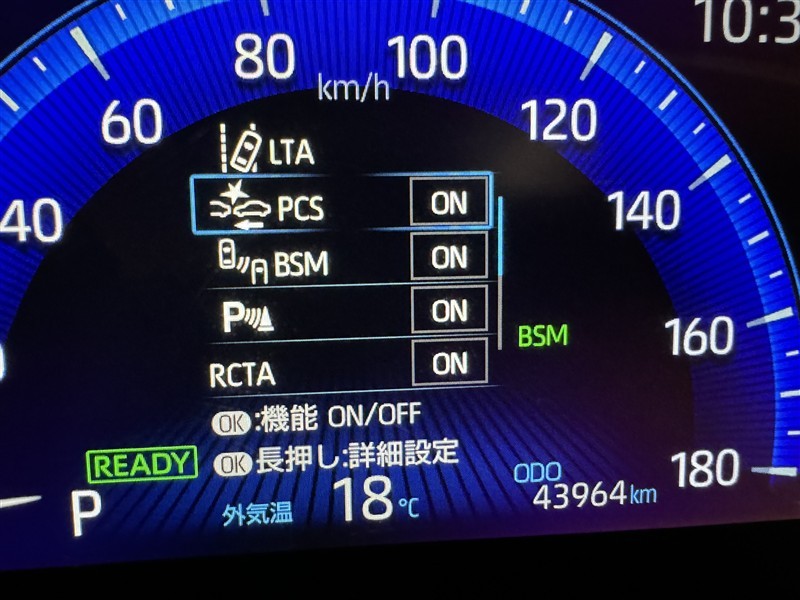 10:3
80
100
km/h
60
120
LTA
40
PCS ON
140
BSM ON
P ON
BSM
160
RCTA ON
OK:機能 ON/OFF
READY
OK長押し:詳細設定
ODO
180
P
外気温 18℃
43964km